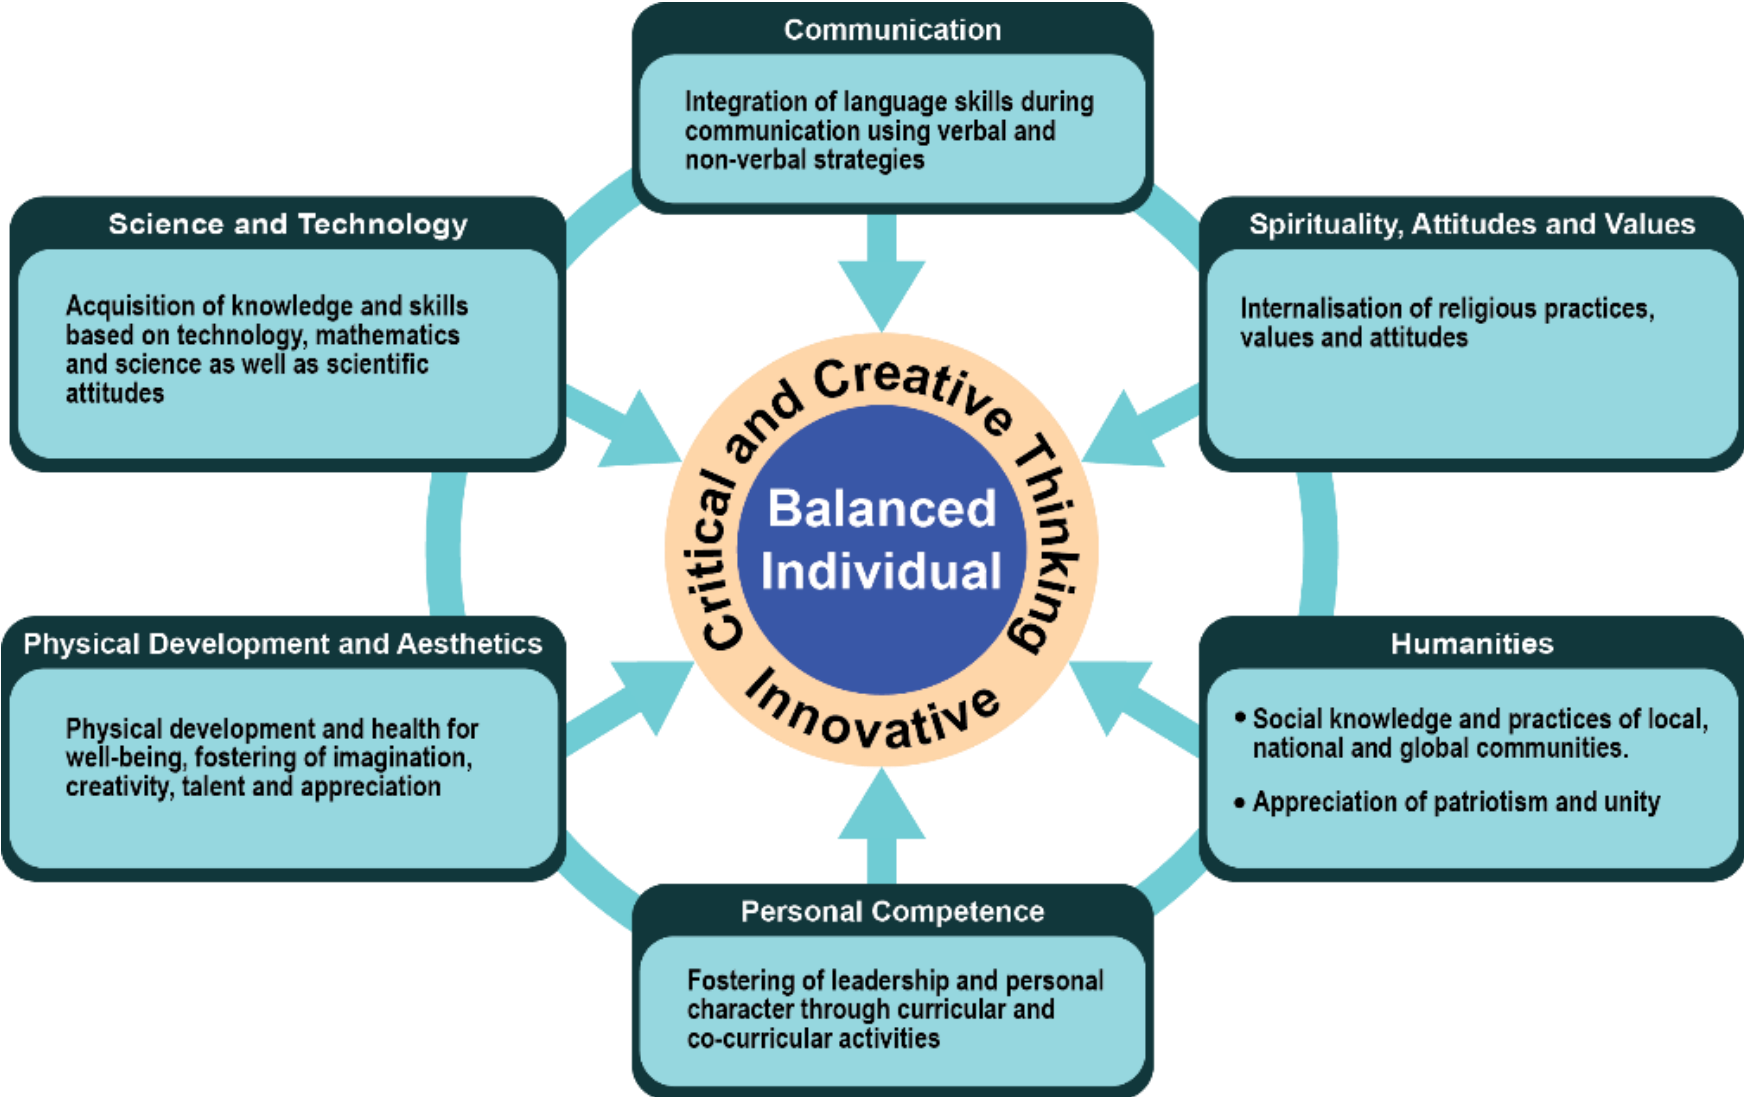 Communication
Integration of language skills during
communication using verbal and
non-verbal strategies
Science and Technology
Acquisition of knowledge and skills
based on technology, mathematics
and science as well as scientific
attitudes
Spirituality, Attitudes and Values
Internalisation of religious practices,
values and attitudes
Critical and Creative Thinking
Balanced
Individual
Innovative
Physical Development and Aesthetics
Physical development and health for
well-being, fostering of imagination,
creativity, talent and appreciation
Humanities
• Social knowledge and practices of local,
national and global communities.
• Appreciation of patriotism and unity
Personal Competence
Fostering of leadership and personal
character through curricular and
co-curricular activities